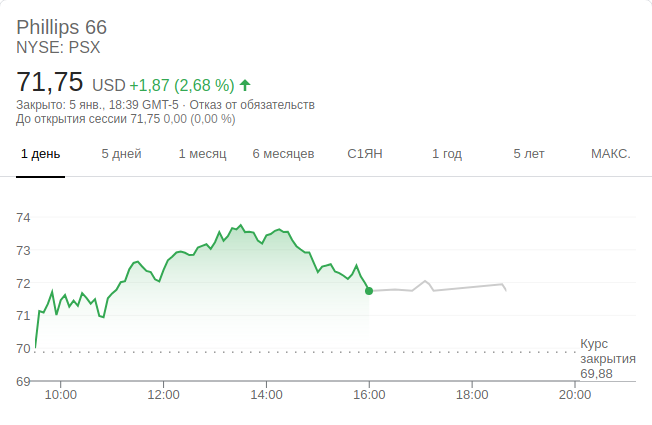 Phillips 66
NYSE: PSX
71,75 USD +1,87 (2,68 %)
Закрыто: 5 янв., 18:39 GMT-5 · Отказ от обязательств
До открытия сессии 71,75 0,00 (0,00 %)
1 день 5 дней 1 месяц 6 месяцев С1ЯН 1 год 5 лет МАКС.
74
73
72
71
70
Курс
закрытия
69,88
69
10:00 12:00 14:00 16:00 18:00 20:00